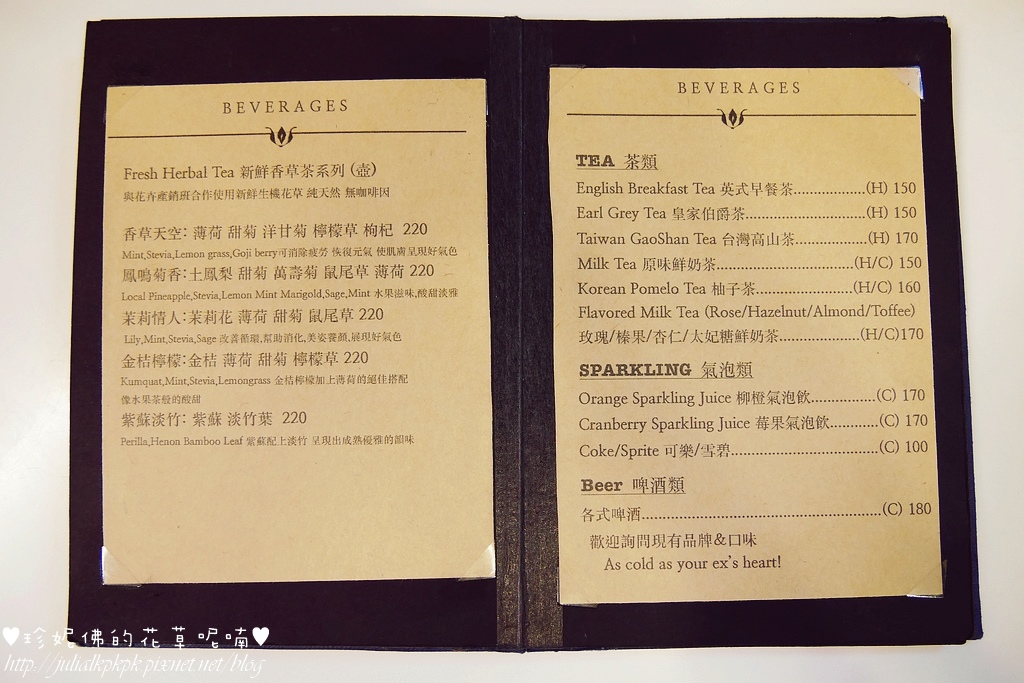 BEVERAGES
Fresh Herbal Tea 新鮮香草茶系列 (壺)
與花卉產銷班合作使用新鮮生機花草 純天然 無咖啡因
香草天空: 薄荷 甜菊 洋甘菊 檸檬草 枸杞 220
Mint,Stevia,Lemon grass,Goji berry可消除疲勞 恢復元氣 使肌膚呈現好氣色
鳳鳴菊香:土鳳梨 甜菊 萬壽菊 鼠尾草 薄荷 220
Local Pineapple,Stevia,Lemon Mint Marigold,Sage,Mint 水果滋味,酸甜淡雅
茉莉情人:茉莉花 薄荷 甜菊 鼠尾草 220
Lily,Mint,Stevia,Sage 改善循環,幫助消化,美姿養顏,展現好氣色
金桔檸檬:金桔 薄荷 甜菊 檸檬草 220
Kumquat,Mint,Stevia,Lemongrass 金桔檸檬加上薄荷的絕佳搭配
像水果茶般的酸甜
紫蘇淡竹: 紫蘇 淡竹葉 220
Perilla,Henon Bamboo Leaf 紫蘇配上淡竹 呈現出成熟優雅的韻味
BEVERAGES
TEA 茶類
English Breakfast Tea 英式早餐茶..................(H) 150
Earl Grey Tea 皇家伯爵茶..............................(H) 150
Taiwan GaoShan Tea 台灣高山茶..................(H) 170
Milk Tea 原味鮮奶茶..................................(H/C) 150
Korean Pomelo Tea 柚子茶........................(H/C) 160
Flavored Milk Tea (Rose/Hazelnut/Almond/Toffee)
玫瑰/榛果/杏仁/太妃糖鮮奶茶....................(H/C)170
SPARKLING 氣泡類
Orange Sparkling Juice 柳橙氣泡飲...............(C) 170
Cranberry Sparkling Juice 莓果氣泡飲............(C) 170
Coke/Sprite 可樂/雪碧.....................................(C) 100
Beer 啤酒類
各式啤酒............................................................(C) 180
歡迎詢問現有品牌&口味
As cold as your ex's heart!
♥珍妮佛的花草呢喃♥
http://julialkpkpk.pixnet.net/blog